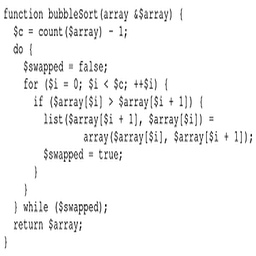 function bubbleSort(array &$array) {
  $c = count($array) - 1;
  do {
    $swapped = false;
    for ($i = 0; $i < $c; ++$i) {
      if ($array[$i] > $array[$i + 1]) {
        list($array[$i + 1], $array[$i]) =
                array($array[$i], $array[$i + 1]);
        $swapped = true;
      }
    }
  } while ($swapped);
  return $array;
}